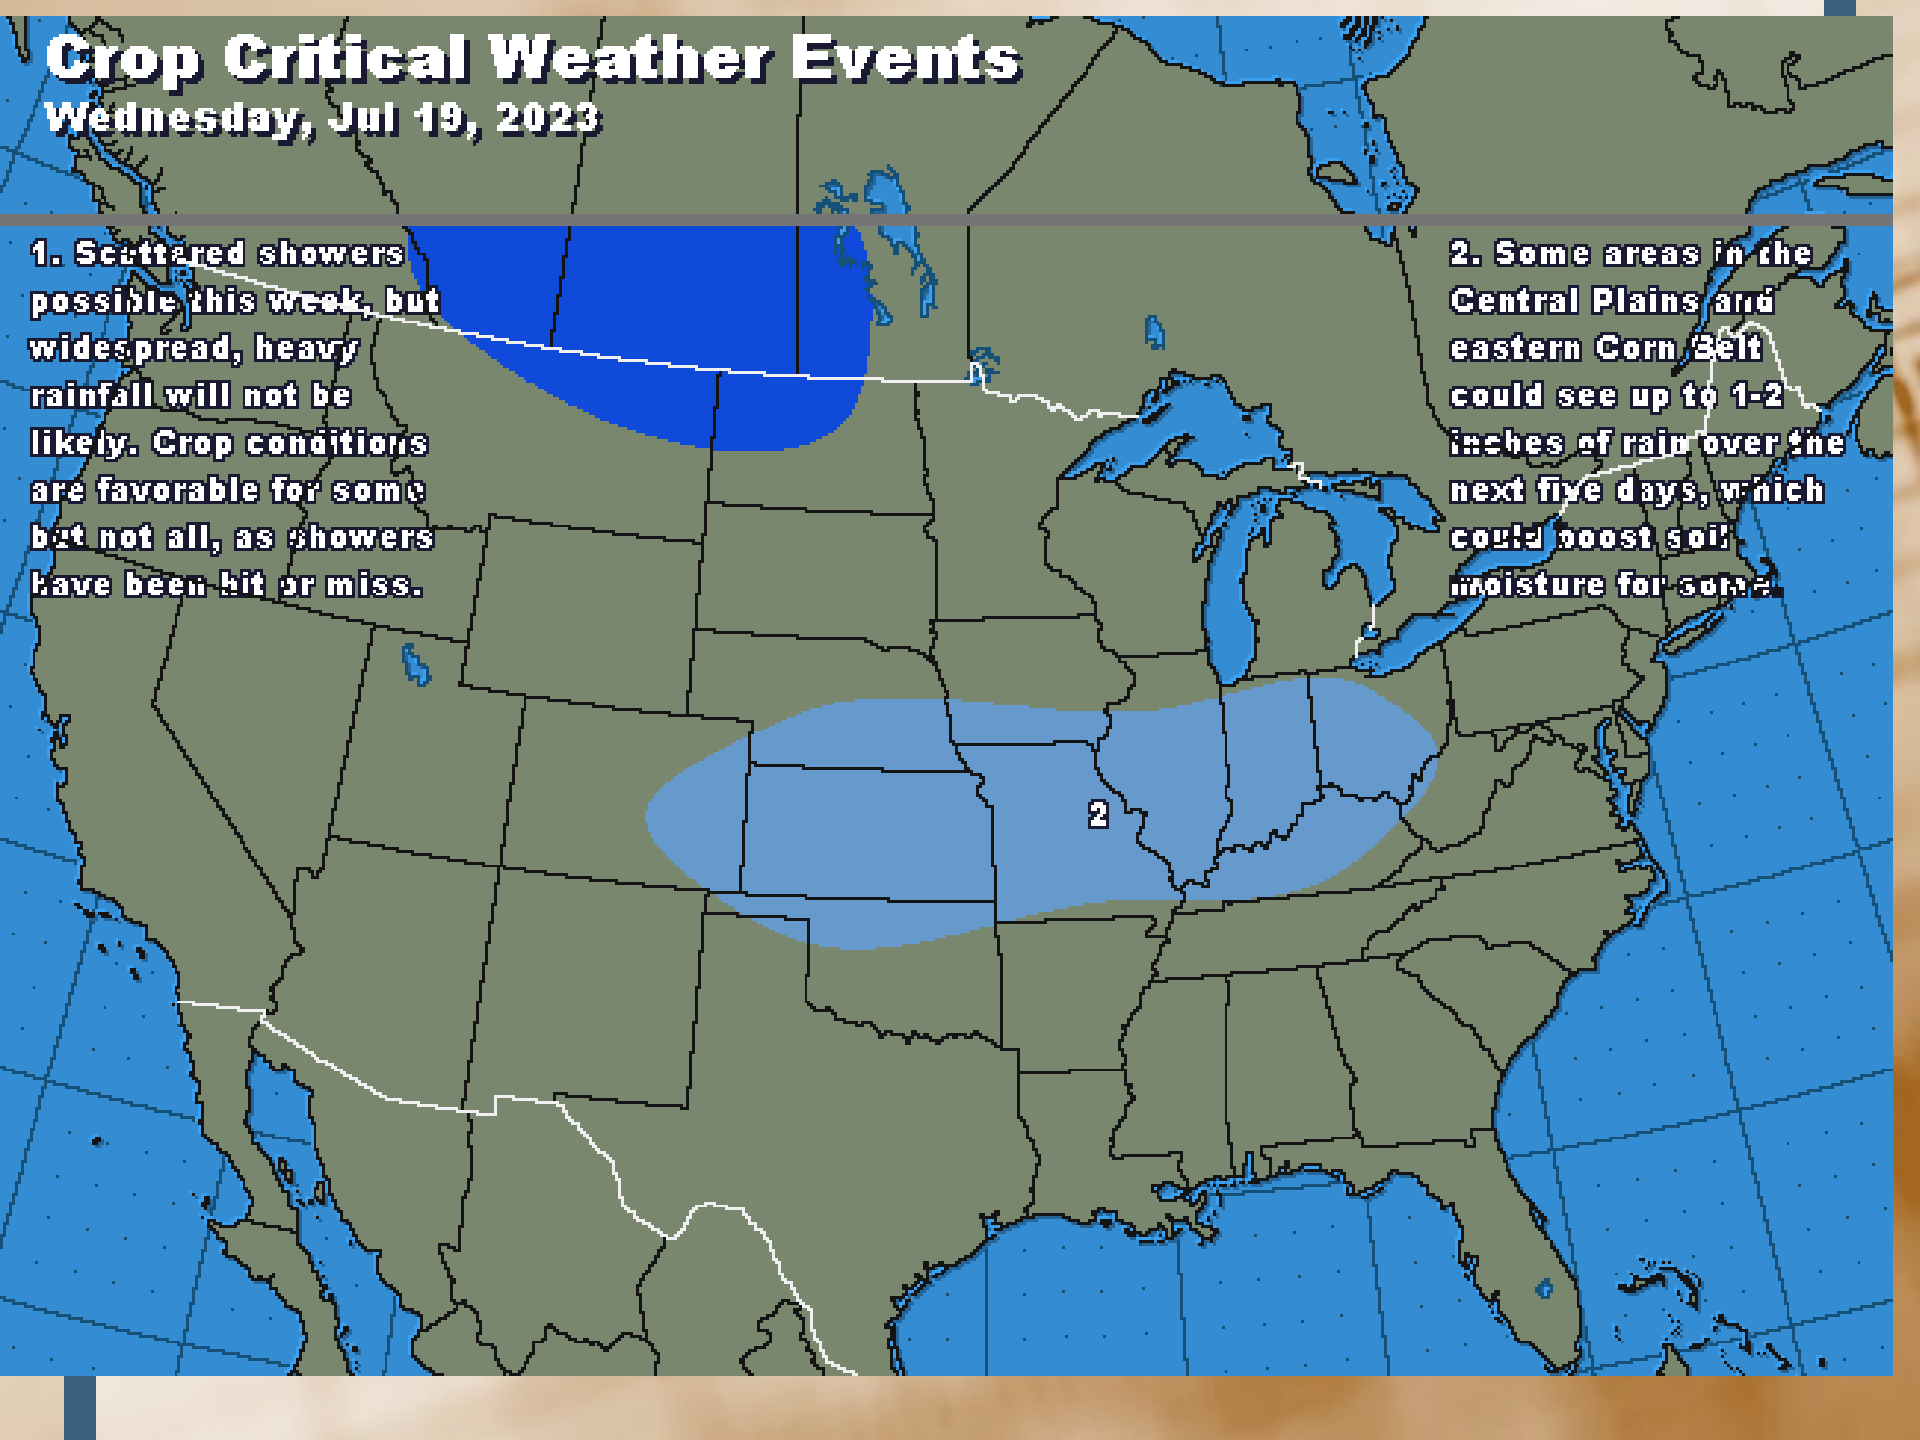 Crop Critical Weather Events
Wednesday, Jul 19, 2023
1. Scattered showers
possible this week, but
widespread, heavy
rainfall will not be
likely. Crop conditions
are favorable for some
but not all, as showers
have been hit or miss.
2. Some areas in the
Central Plains and
eastern Corn Belt
could see up to 1-2
inches of rain over the
next five days, which
could boost soil
moisture for some.
2